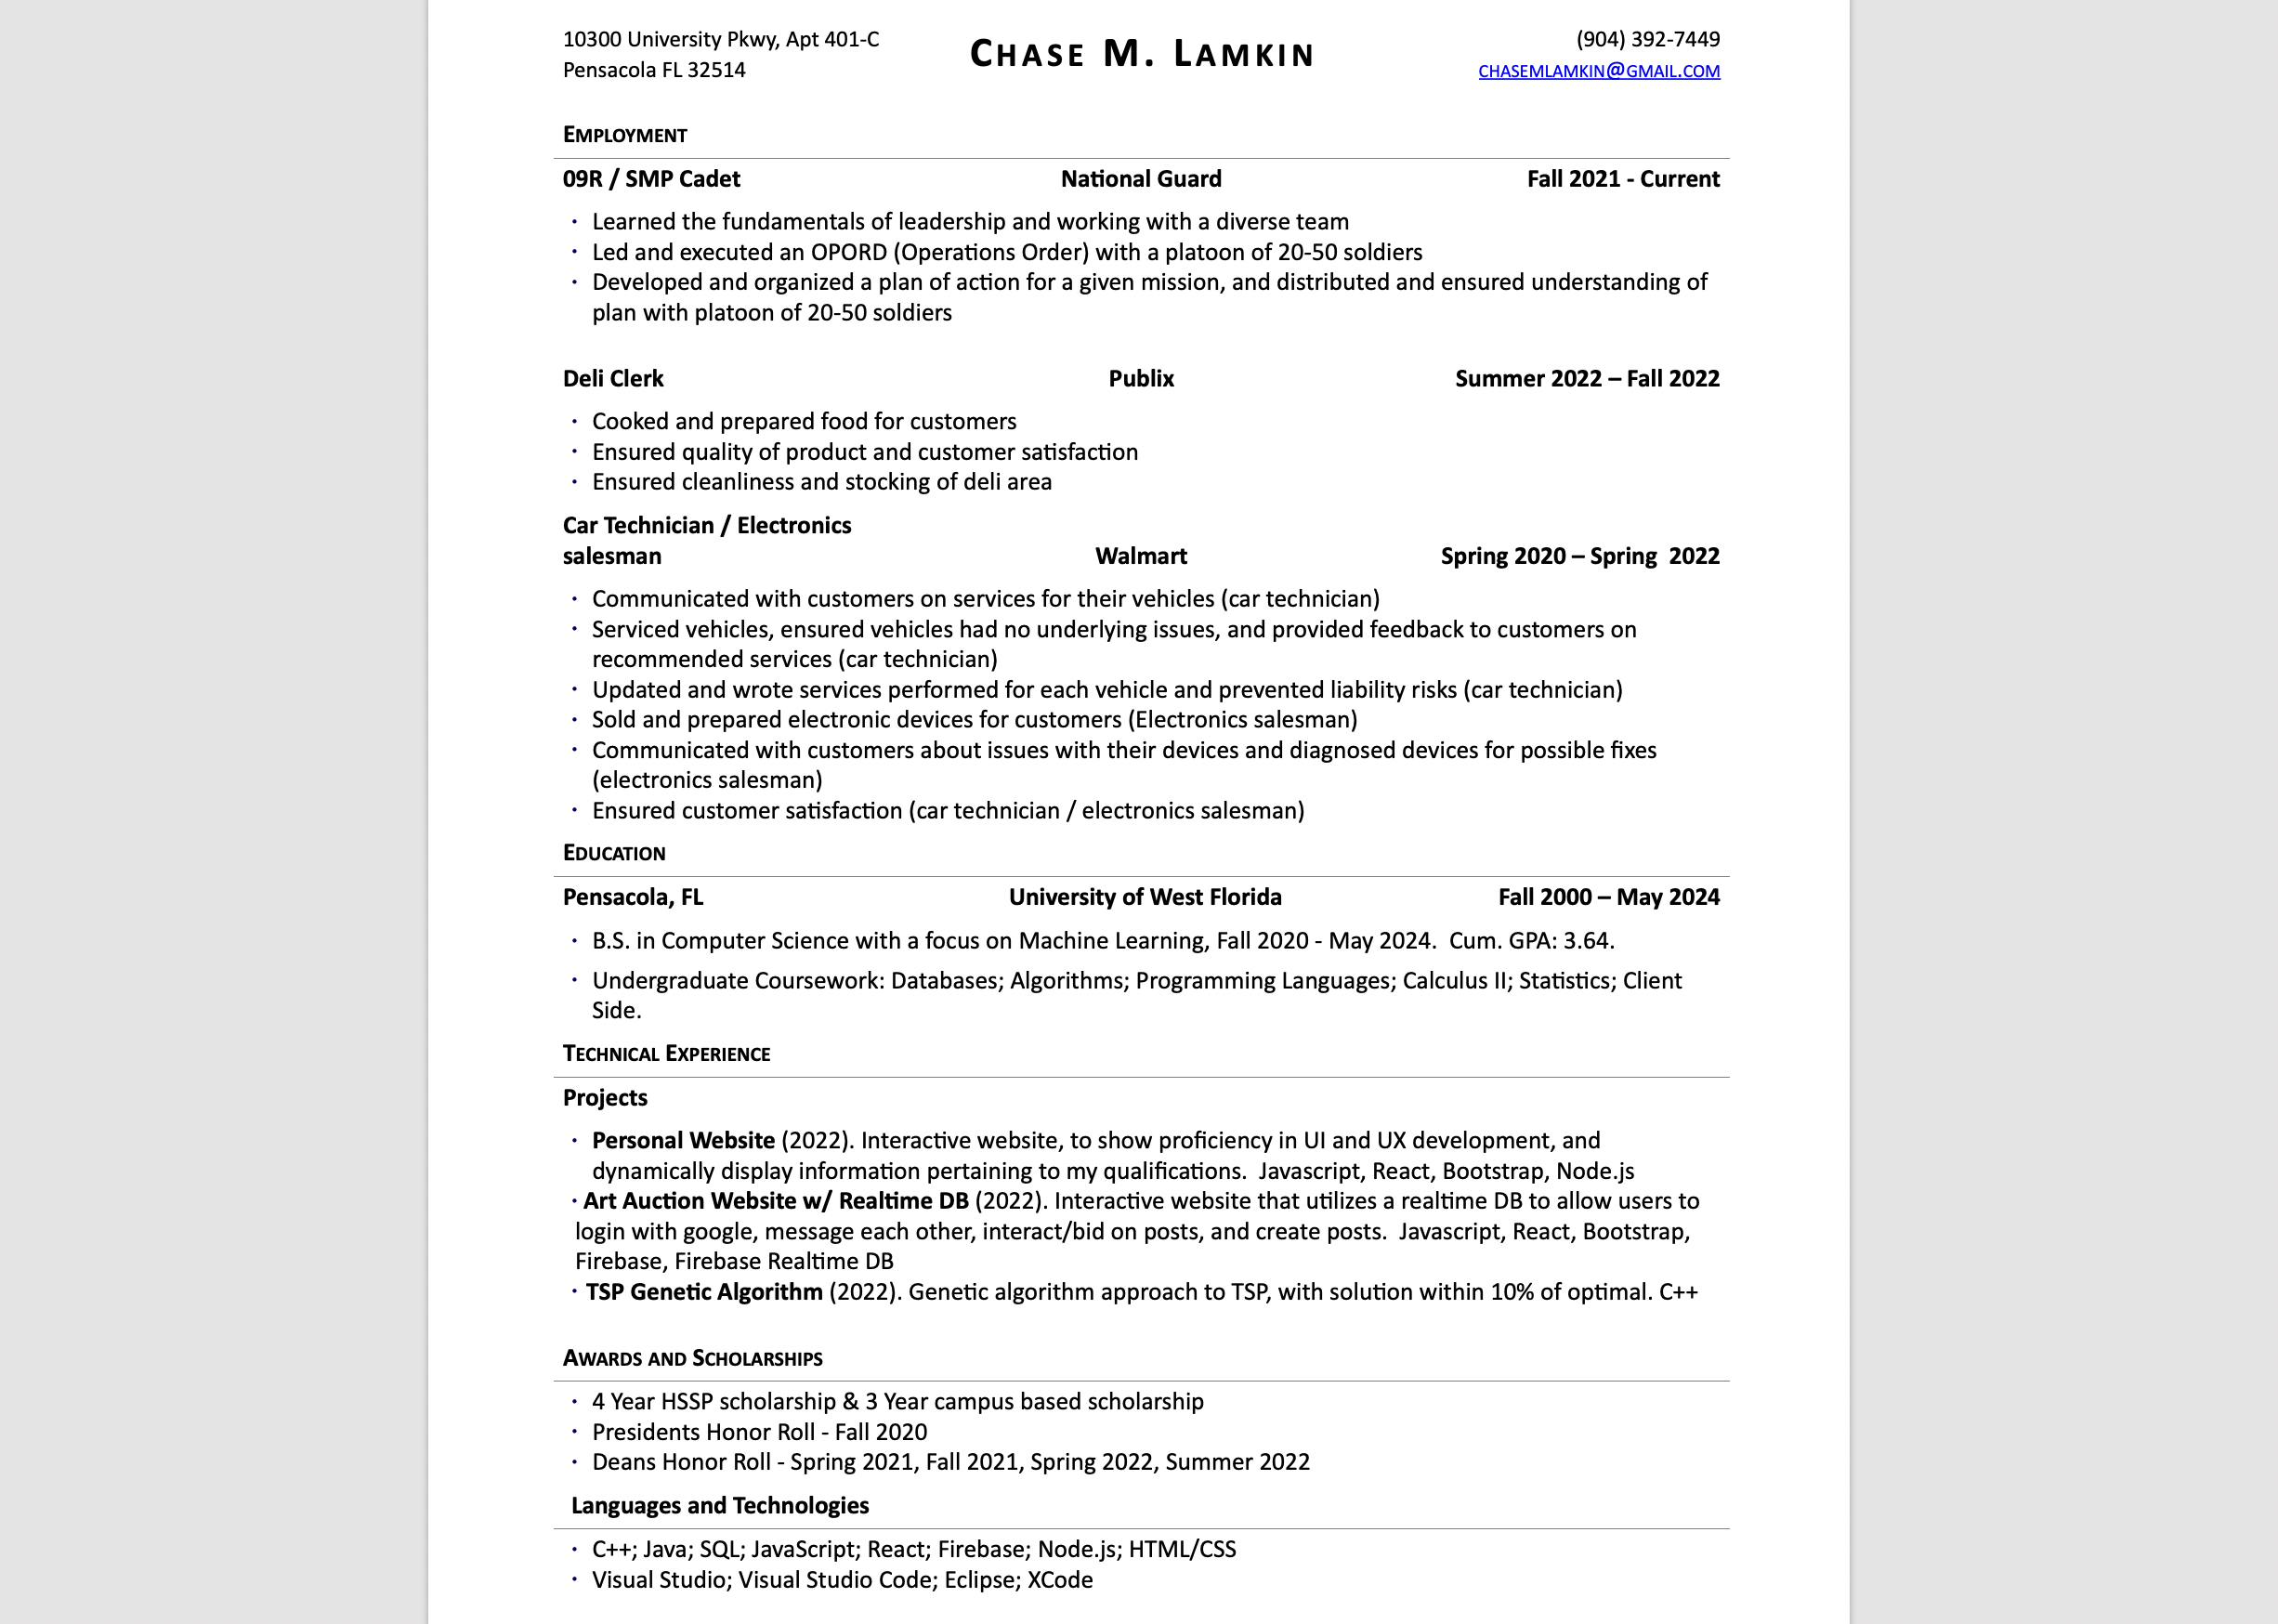 10300 University Pkwy, Apt 401-C
Pensacola FL 32514
CHASE M. LAMKIN
(904) 392-7449
CHASEMLAMKIN@GMAIL.COM
EMPLOYMENT
09R / SMP Cadet National Guard Fall 2021 - Current
· Learned the fundamentals of leadership and working with a diverse team
· Led and executed an OPORD (Operations Order) with a platoon of 20-50 soldiers
· Developed and organized a plan of action for a given mission, and distributed and ensured understanding of
plan with platoon of 20-50 soldiers
Deli Clerk Publix Summer 2022 – Fall 2022
· Cooked and prepared food for customers
· Ensured quality of product and customer satisfaction
· Ensured cleanliness and stocking of deli area
Car Technician / Electronics
salesman Walmart Spring 2020 – Spring  2022
· Communicated with customers on services for their vehicles (car technician)
· Serviced vehicles, ensured vehicles had no underlying issues, and provided feedback to customers on
recommended services (car technician)
· Updated and wrote services performed for each vehicle and prevented liability risks (car technician)
· Sold and prepared electronic devices for customers (Electronics salesman)
· Communicated with customers about issues with their devices and diagnosed devices for possible fixes
(electronics salesman)
· Ensured customer satisfaction (car technician / electronics salesman)
EDUCATION
Pensacola, FL University of West Florida Fall 2000 – May 2024
· B.S. in Computer Science with a focus on Machine Learning, Fall 2020 - May 2024.  Cum. GPA: 3.64.
· Undergraduate Coursework: Databases; Algorithms; Programming Languages; Calculus II; Statistics; Client
Side.
TECHNICAL EXPERIENCE
Projects
· Personal Website (2022). Interactive website, to show proficiency in UI and UX development, and
dynamically display information pertaining to my qualifications.  Javascript, React, Bootstrap, Node.js
· Art Auction Website w/ Realtime DB (2022). Interactive website that utilizes a realtime DB to allow users to
login with google, message each other, interact/bid on posts, and create posts.  Javascript, React, Bootstrap,
Firebase, Firebase Realtime DB
· TSP Genetic Algorithm (2022). Genetic algorithm approach to TSP, with solution within 10% of optimal. C++
AWARDS AND SCHOLARSHIPS
· 4 Year HSSP scholarship & 3 Year campus based scholarship
· Presidents Honor Roll - Fall 2020
· Deans Honor Roll - Spring 2021, Fall 2021, Spring 2022, Summer 2022
Languages and Technologies
· C++; Java; SQL; JavaScript; React; Firebase; Node.js; HTML/CSS
· Visual Studio; Visual Studio Code; Eclipse; XCode